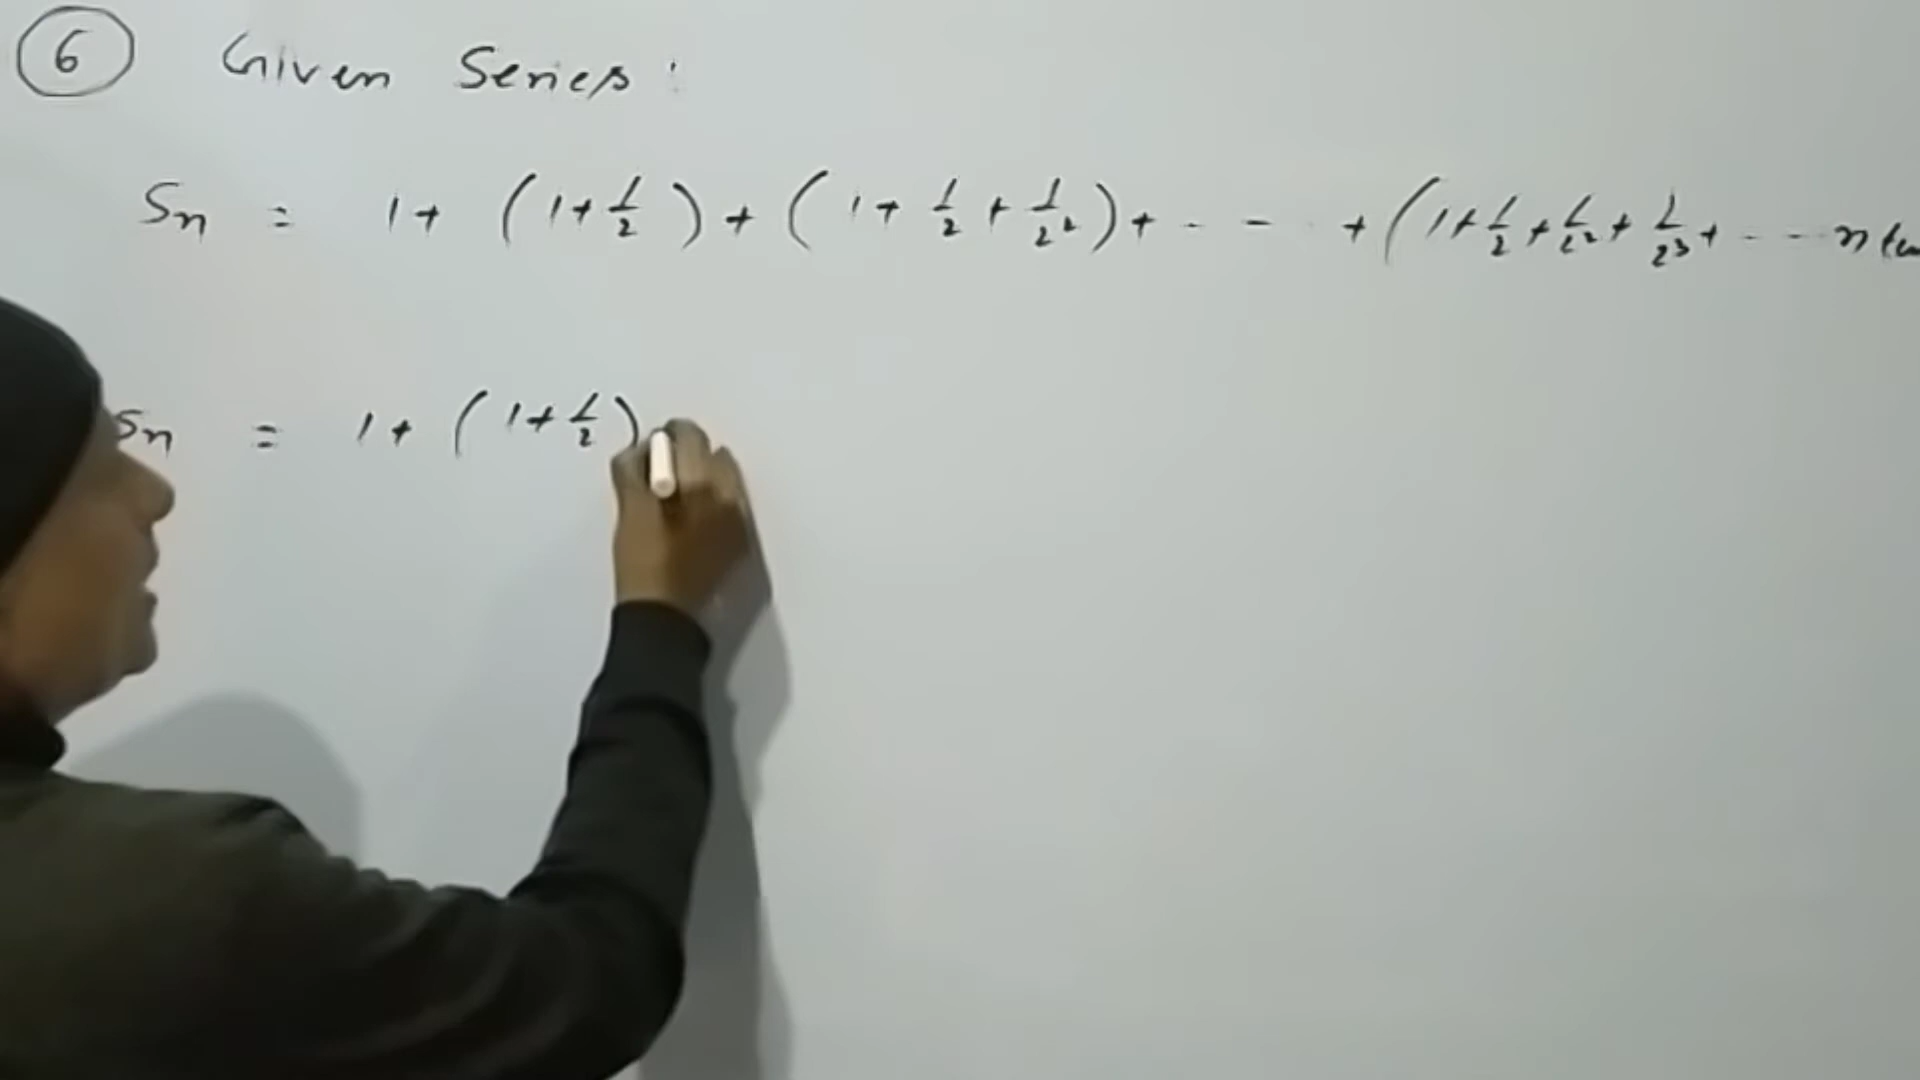 6 Given Series :
Sn = 1 + (1 + 1/2) + (1 + 1/2 + 1/2²) + - - + (1 + 1/2 + 1/2² + 1/2³ + - - - n
Sn = 1 + (1 + 1/2)